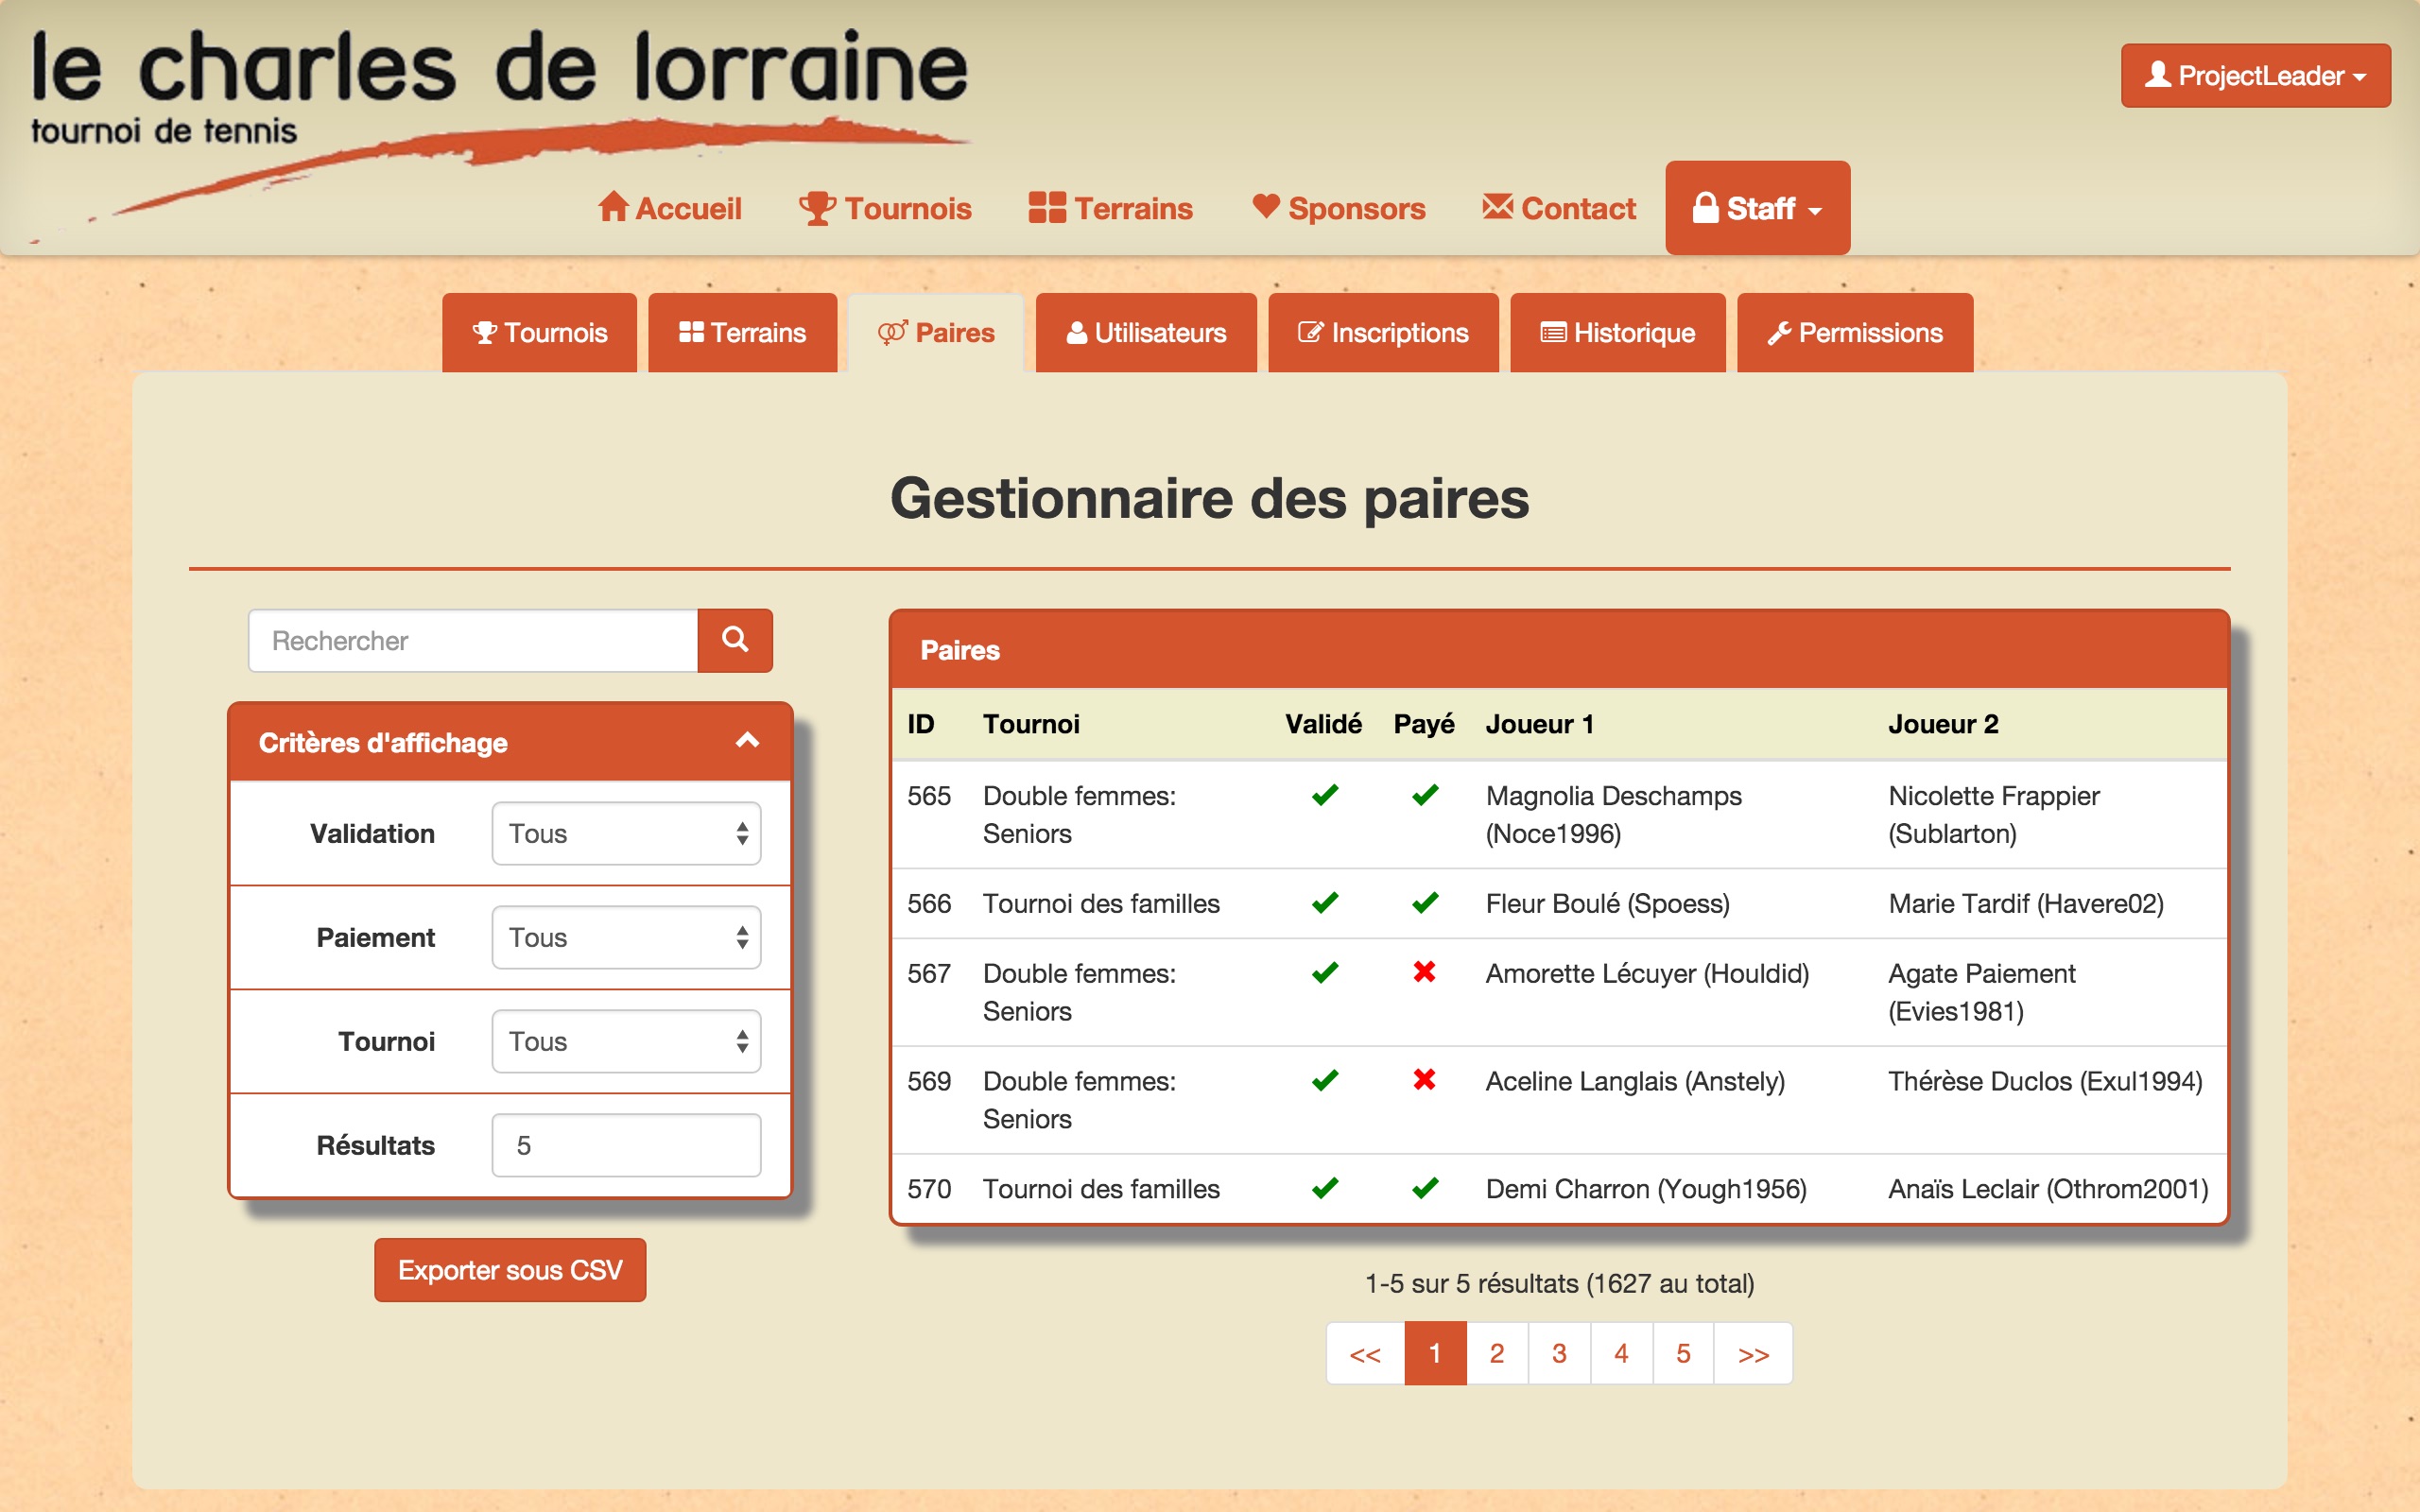 le charles de lorraine
tournoi de tennis
ProjectLeader
Accueil Tournois Terrains Sponsors Contact Staff
Tournois Terrains Paires Utilisateurs Inscriptions Historique Permissions
Gestionnaire des paires
Rechercher
Critères d'affichage
Validation Tous
Paiement Tous
Tournoi Tous
Résultats 5
Exporter sous CSV
Paires
ID Tournoi Validé Payé Joueur 1 Joueur 2
565 Double femmes: Magnolia Deschamps Nicolette Frappier
Seniors (Noce1996) (Sublarton)
566 Tournoi des familles Fleur Boulé (Spoess) Marie Tardif (Havere02)
567 Double femmes: Amorette Lécuyer (Houldid) Agate Paiement
Seniors (Evies1981)
569 Double femmes: Aceline Langlais (Anstely) Thérèse Duclos (Exul1994)
Seniors
570 Tournoi des familles Demi Charron (Yough1956) Anaïs Leclair (Othrom2001)
1-5 sur 5 résultats (1627 au total)
<< 1 2 3 4 5 >>